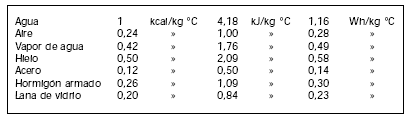 Agua 1 kcal/kg °C 4,18 kJ/kg °C 1,16 Wh/kg °C
Aire 0,24 » 1,00 » 0,28 »
Vapor de agua 0,42 » 1,76 » 0,49 »
Hielo 0,50 » 2,09 » 0,58 »
Acero 0,12 » 0,50 » 0,14 »
Hormigón armado 0,26 » 1,09 » 0,30 »
Lana de vidrio 0,20 » 0,84 » 0,23 »